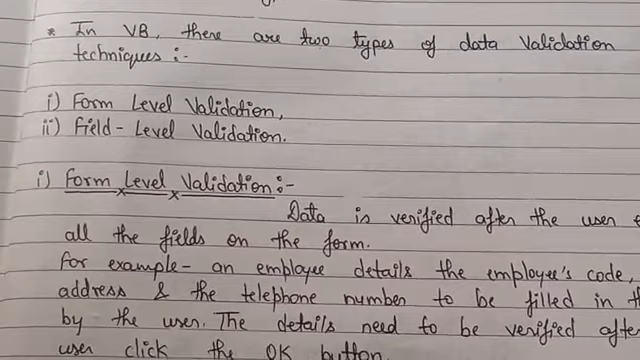 * In VB, there are two types of data validation
techniques :-
i) Form Level Validation,
ii) Field-Level Validation.
i) Form Level Validation :-
Data is verified after the user
all the fields on the form.
For example - an employee details the employee's code,
address & the telephone number to be filled in
by the user. The details need to be verified after
user click the OK button.